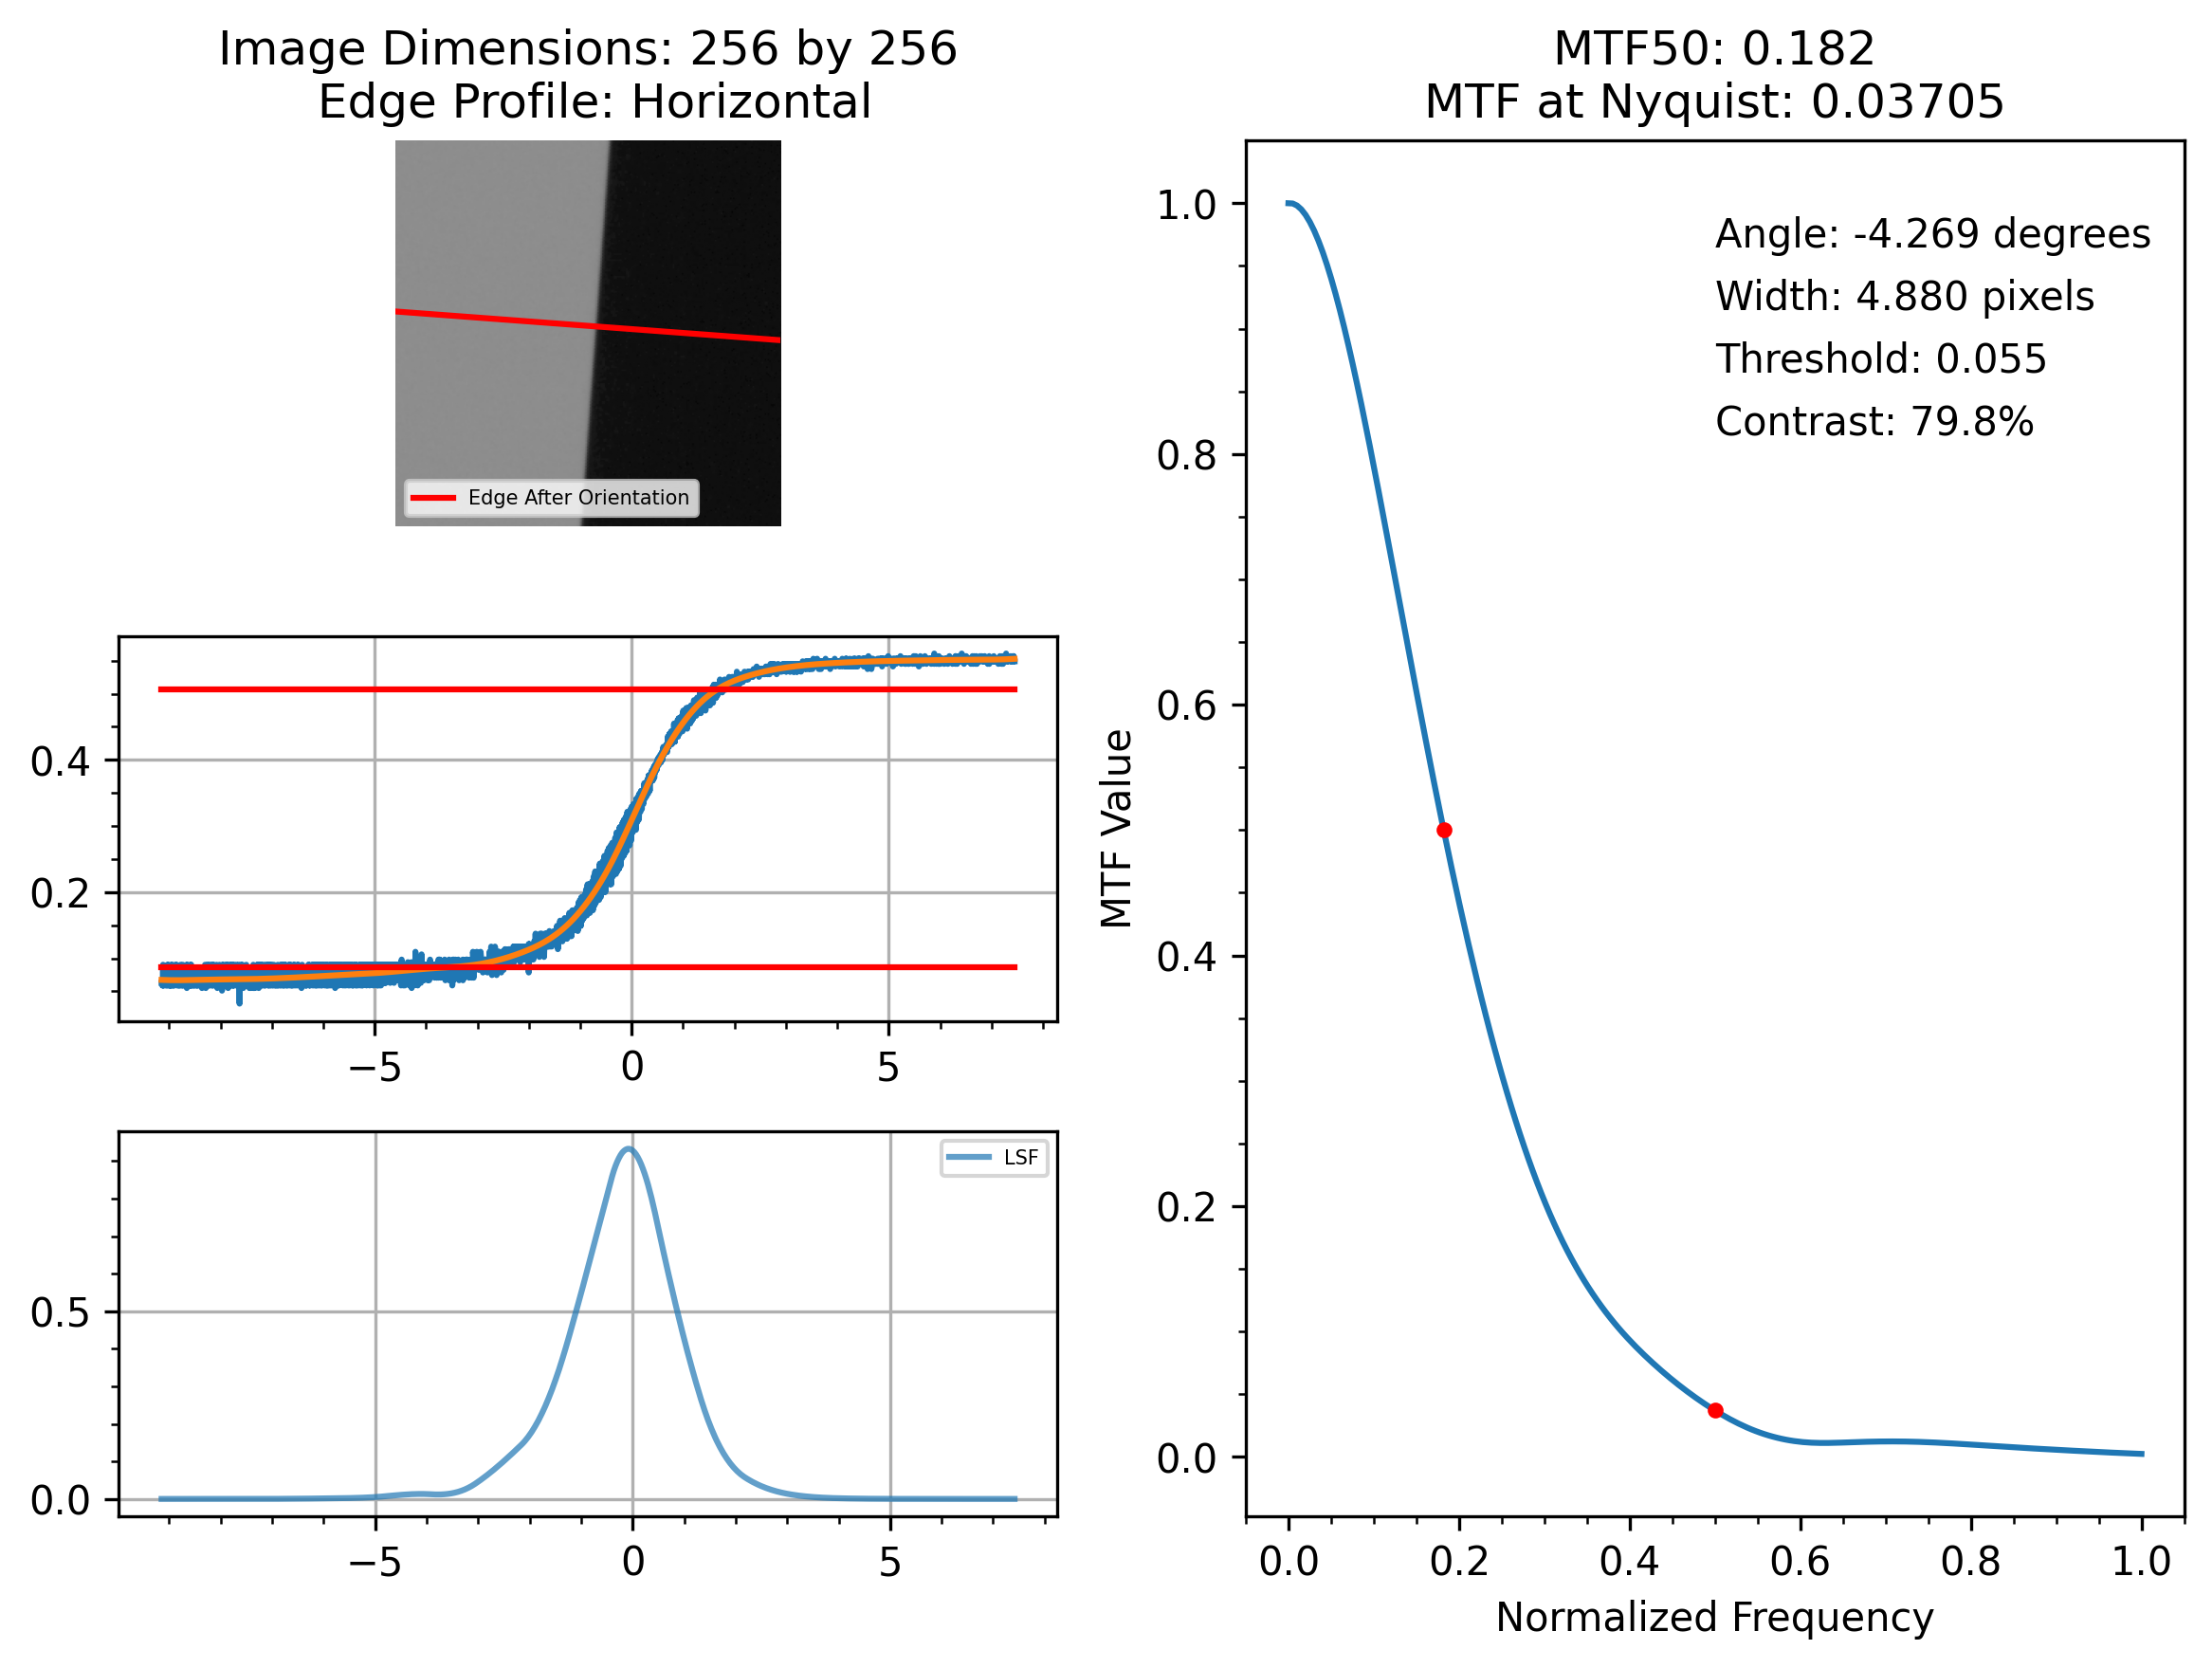 Image Dimensions: 256 by 256
Edge Profile: Horizontal
Edge After Orientation
0.4
0.2
−5 0 5
LSF
0.5
0.0
−5 0 5
MTF50: 0.182
MTF at Nyquist: 0.03705
Angle: -4.269 degrees
Width: 4.880 pixels
Threshold: 0.055
Contrast: 79.8%
MTF Value
1.0
0.8
0.6
0.4
0.2
0.0
0.0 0.2 0.4 0.6 0.8 1.0
Normalized Frequency